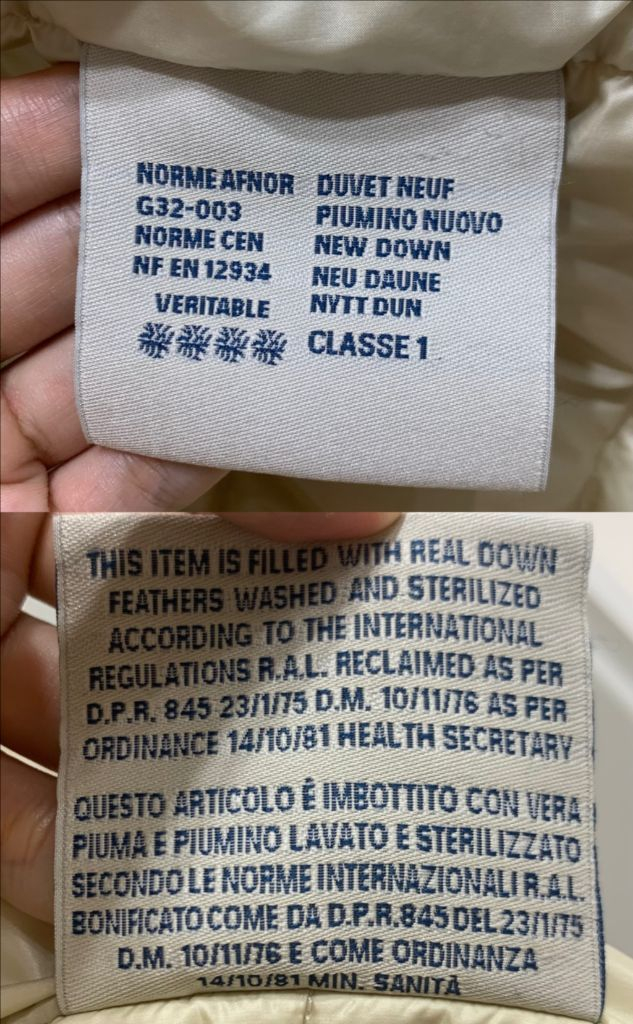 NORME AFNOR
G32-003
NORME CEN
NF EN 12934
VERITABLE
DUVET NEUF
PIUMINO NUOVO
NEW DOWN
NEU DAUNE
NYTT DUN
CLASSE 1
THIS ITEM IS FILLED WITH REAL DOWN
FEATHERS WASHED AND STERILIZED
ACCORDING TO THE INTERNATIONAL
REGULATIONS R.A.L. RECLAIMED AS PER
D.P.R. 845 23/1/75 D.M. 10/11/76 AS PER
ORDINANCE 14/10/81 HEALTH SECRETARY
QUESTO ARTICOLO È IMBOTTITO CON VERA
PIUMA E PIUMINO LAVATO E STERILIZZATO
SECONDO LE NORME INTERNAZIONALI R.A.L.
BONIFICATO COME DA D.P.R.845 DEL 23/1/75
D.M. 10/11/76 E COME ORDINANZA
14/10/81 MIN. SANITÀ